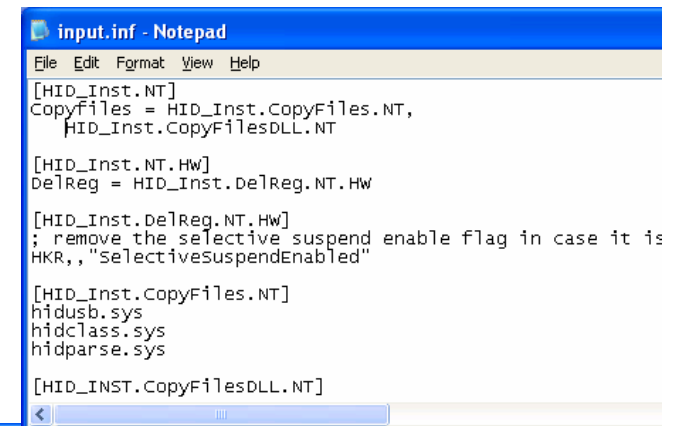 input.inf - Notepad
File Edit Format View Help
[HID_Inst.NT]
Copyfiles = HID_Inst.CopyFiles.NT,
HID_Inst.CopyFilesDLL.NT
[HID_Inst.NT.HW]
DelReg = HID_Inst.DelReg.NT.HW
[HID_Inst.DelReg.NT.HW]
; remove the selective suspend enable flag in case it is
HKR,,"SelectiveSuspendEnabled"
[HID_Inst.CopyFiles.NT]
hidusb.sys
hidclass.sys
hidparse.sys
[HID_INST.CopyFilesDLL.NT]